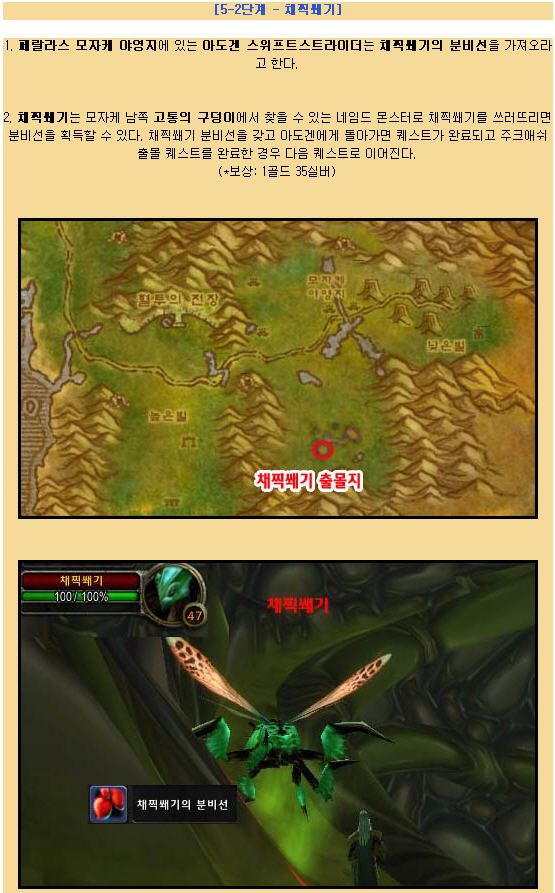 [5-2단계 - 채찍쐐기]
1. 페랄라스 모자케 야영지에 있는 아도겐 스위프트스트라이더는 채찍쐐기의 분비선을 가져오라
고 한다.
2. 채찍쐐기는 모자케 남쪽 고통의 구덩이에서 찾을 수 있는 네임드 몬스터로 채찍쐐기를 쓰러뜨리면
분비선을 획득할 수 있다. 채찍쐐기 분비선을 갖고 아도겐에게 돌아가면 퀘스트가 완료되고 주크애쉬
출몰 퀘스트를 완료한 경우 다음 퀘스트로 이어진다.
(*보상: 1골드 35실버)
모자케
야영지
혈투의 전장
낮은벌
높은벌
채찍쐐기 출몰지
채찍쐐기
100 / 100%
47
채찍쐐기
채찍쐐기의 분비선